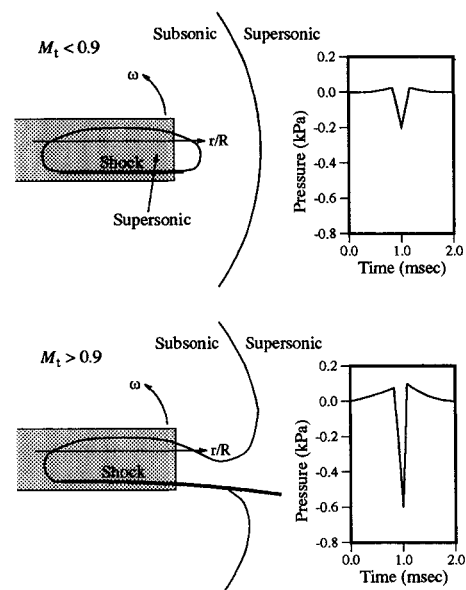 M_t < 0.9
Subsonic
Supersonic
ω
r/R
Shock
Supersonic
Pressure (kPa)
0.2
0.0
-0.2
-0.4
-0.6
-0.8
0.0 1.0 2.0
Time (msec)
M_t > 0.9
Subsonic
Supersonic
ω
r/R
Shock
Pressure (kPa)
0.2
0.0
-0.2
-0.4
-0.6
-0.8
0.0 1.0 2.0
Time (msec)